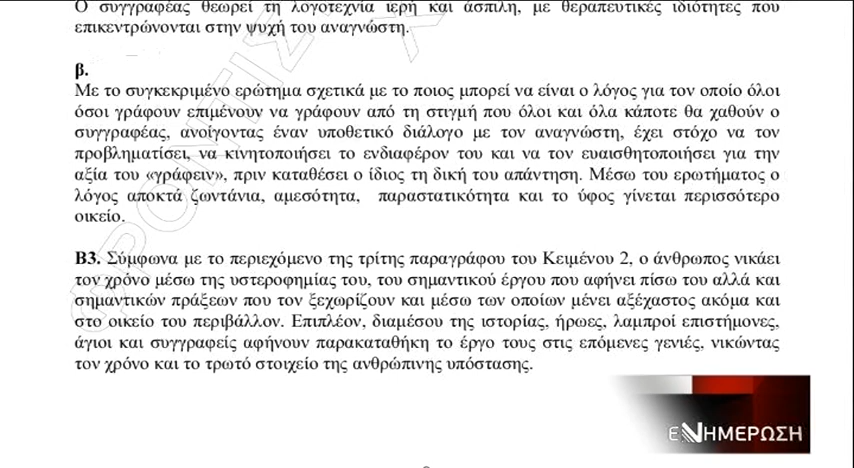 Ο συγγραφέας θεωρεί τη λογοτεχνία ιερή και άσπιλη, με θεραπευτικές ιδιότητες που
επικεντρώνονται στην ψυχή του αναγνώστη.
β.
Με το συγκεκριμένο ερώτημα σχετικά με το ποιος μπορεί να είναι ο λόγος για τον οποίο όλοι
όσοι γράφουν επιμένουν να γράφουν από τη στιγμή που όλοι και όλα κάποτε θα χαθούν ο
συγγραφέας, ανοίγοντας έναν υποθετικό διάλογο με τον αναγνώστη, έχει στόχο να τον
προβληματίσει, να κινητοποιήσει το ενδιαφέρον του και να τον ευαισθητοποιήσει για την
αξία του «γράφειν», πριν καταθέσει ο ίδιος τη δική του απάντηση. Μέσω του ερωτήματος ο
λόγος αποκτά ζωντάνια, αμεσότητα, παραστατικότητα και το ύφος γίνεται περισσότερο
οικείο.
Β3. Σύμφωνα με το περιεχόμενο της τρίτης παραγράφου του Κειμένου 2, ο άνθρωπος νικάει
τον χρόνο μέσω της υστεροφημίας του, του σημαντικού έργου που αφήνει πίσω του αλλά και
σημαντικών πράξεων που τον ξεχωρίζουν και μέσω των οποίων μένει αξέχαστος ακόμα και
στο οικείο του περιβάλλον. Επιπλέον, διαμέσου της ιστορίας, ήρωες, λαμπροί επιστήμονες,
άγιοι και συγγραφείς αφήνουν παρακαταθήκη το έργο τους στις επόμενες γενιές, νικώντας
τον χρόνο και το τρωτό στοιχείο της ανθρώπινης υπόστασης.
ΕΝΗΜΕΡΩΣΗ